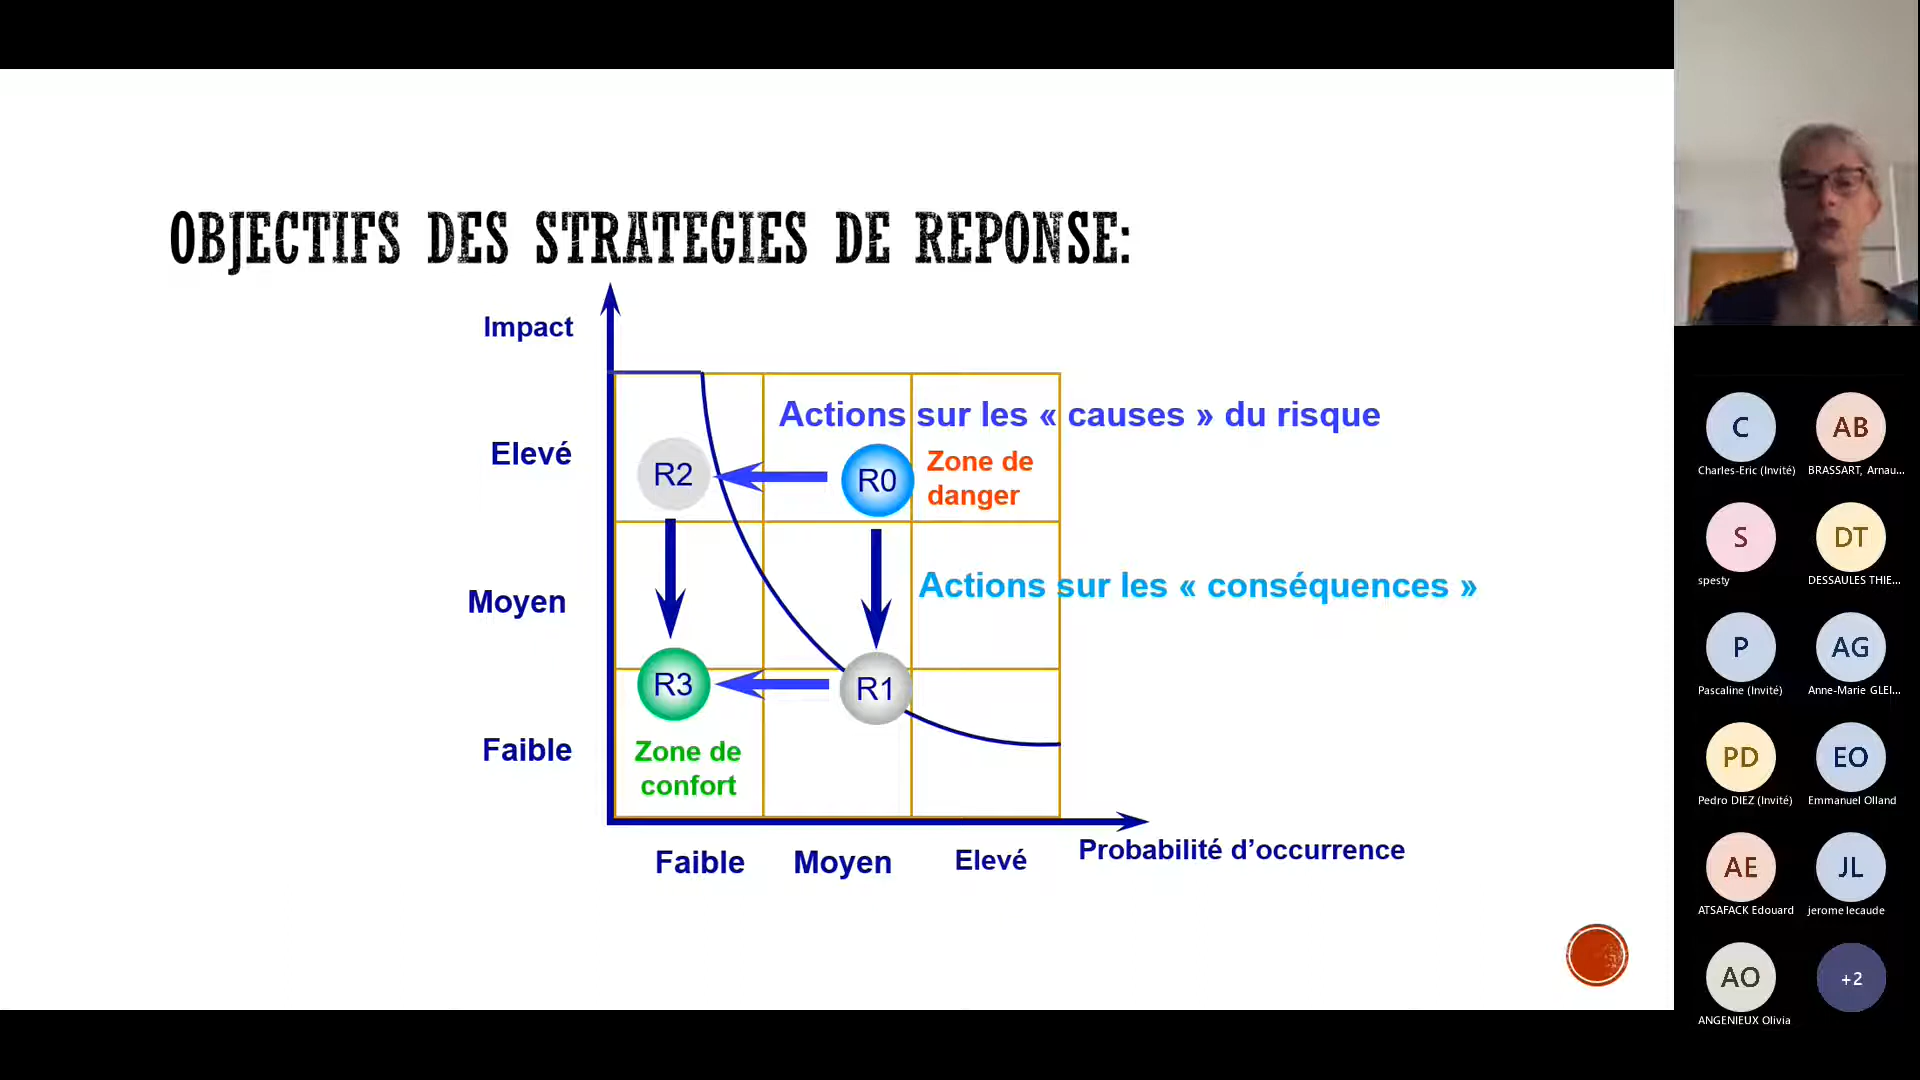 OBJECTIFS DES STRATEGIES DE REPONSE:
Impact
Actions sur les « causes » du risque
Elevé
R2
R0
Zone de
danger
Actions sur les « conséquences »
Moyen
R3
R1
Faible
Zone de
confort
Probabilité d’occurrence
Faible
Moyen
Elevé
C
AB
Charles-Eric (Invité)
BRASSART, Arnau...
S
DT
spesty
DESSAULES THIE...
P
AG
Pascaline (Invité)
Anne-Marie GLEI...
PD
EO
Pedro DIEZ (Invité)
Emmanuel Olland
AE
JL
ATSAFACK Edouard
jerome lecaude
AO
+2
ANGENIEUX Olivia